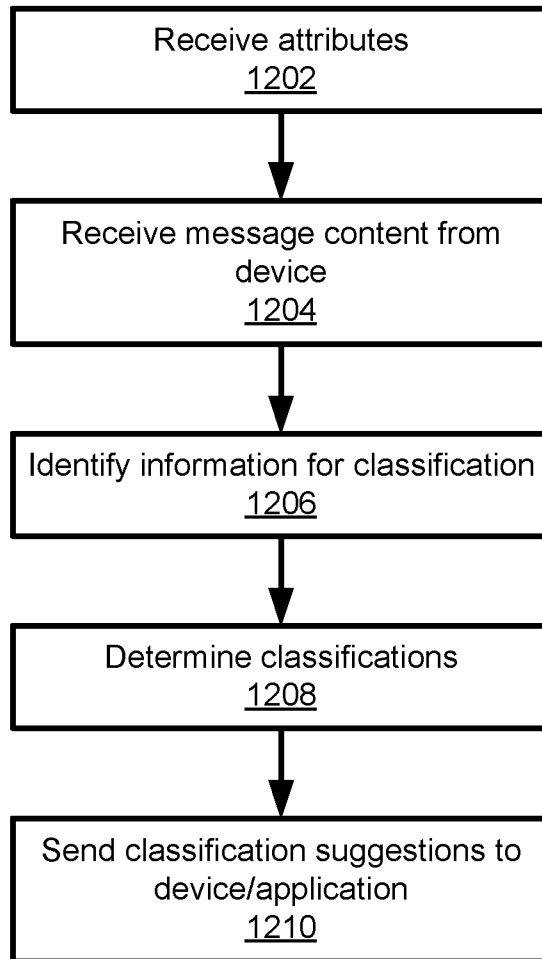 Receive attributes
1202
Receive message content from
device
1204
Identify information for classification
1206
Determine classifications
1208
Send classification suggestions to
device/application
1210